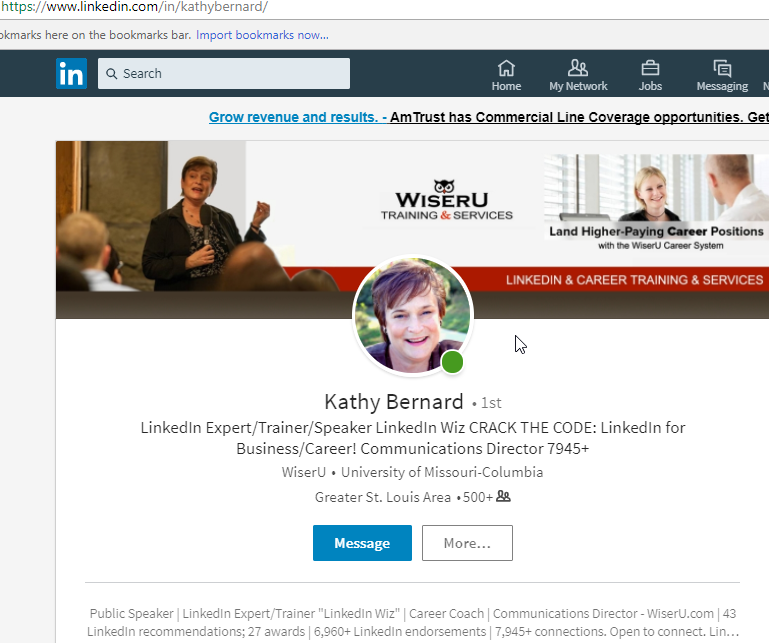 https://www.linkedin.com/in/kathybernard/
okmarks here on the bookmarks bar. Import bookmarks now...
in Search Home My Network Jobs Messaging N
Grow revenue and results. - AmTrust has Commercial Line Coverage opportunities. Get
WISERU
TRAINING & SERVICES
Land Higher-Paying Career Positions
with the WiserU Career System
LINKEDIN & CAREER TRAINING & SERVICES
Kathy Bernard • 1st
LinkedIn Expert/Trainer/Speaker LinkedIn Wiz CRACK THE CODE: LinkedIn for
Business/Career! Communications Director 7945+
WiserU • University of Missouri-Columbia
Greater St. Louis Area • 500+
Message More...
Public Speaker | LinkedIn Expert/Trainer "LinkedIn Wiz" | Career Coach | Communications Director - WiserU.com | 43
LinkedIn recommendations; 27 awards | 6,960+ LinkedIn endorsements | 7,945+ connections. Open to connect. Lin...